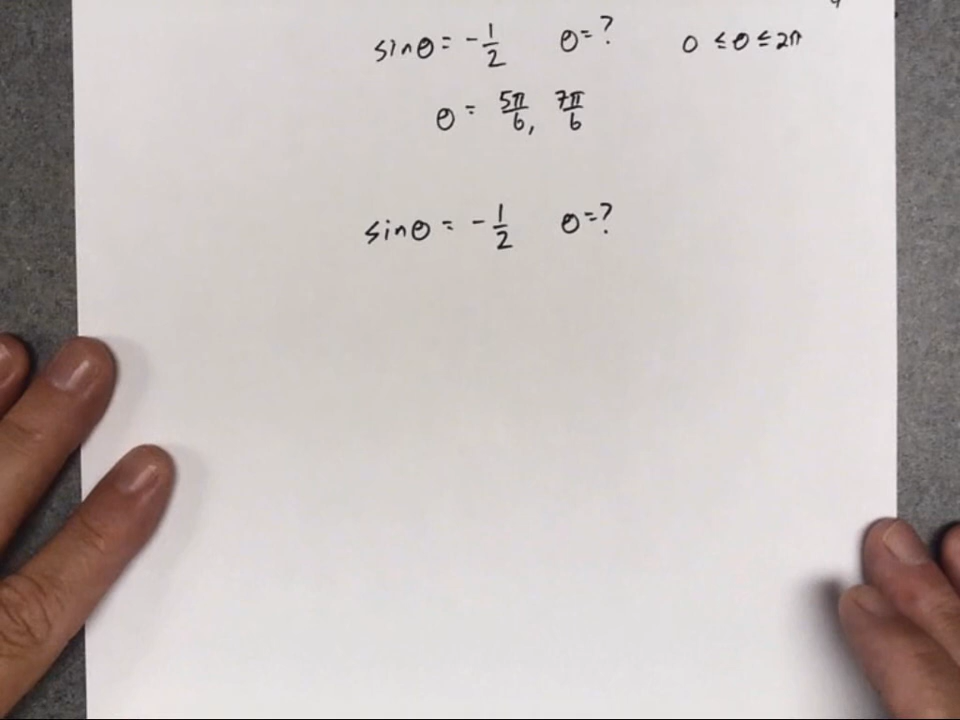 sinθ = -1/2 θ=? 0 ≤ θ ≤ 2π
θ = 5π/6, 7π/6
sinθ = -1/2 θ=?